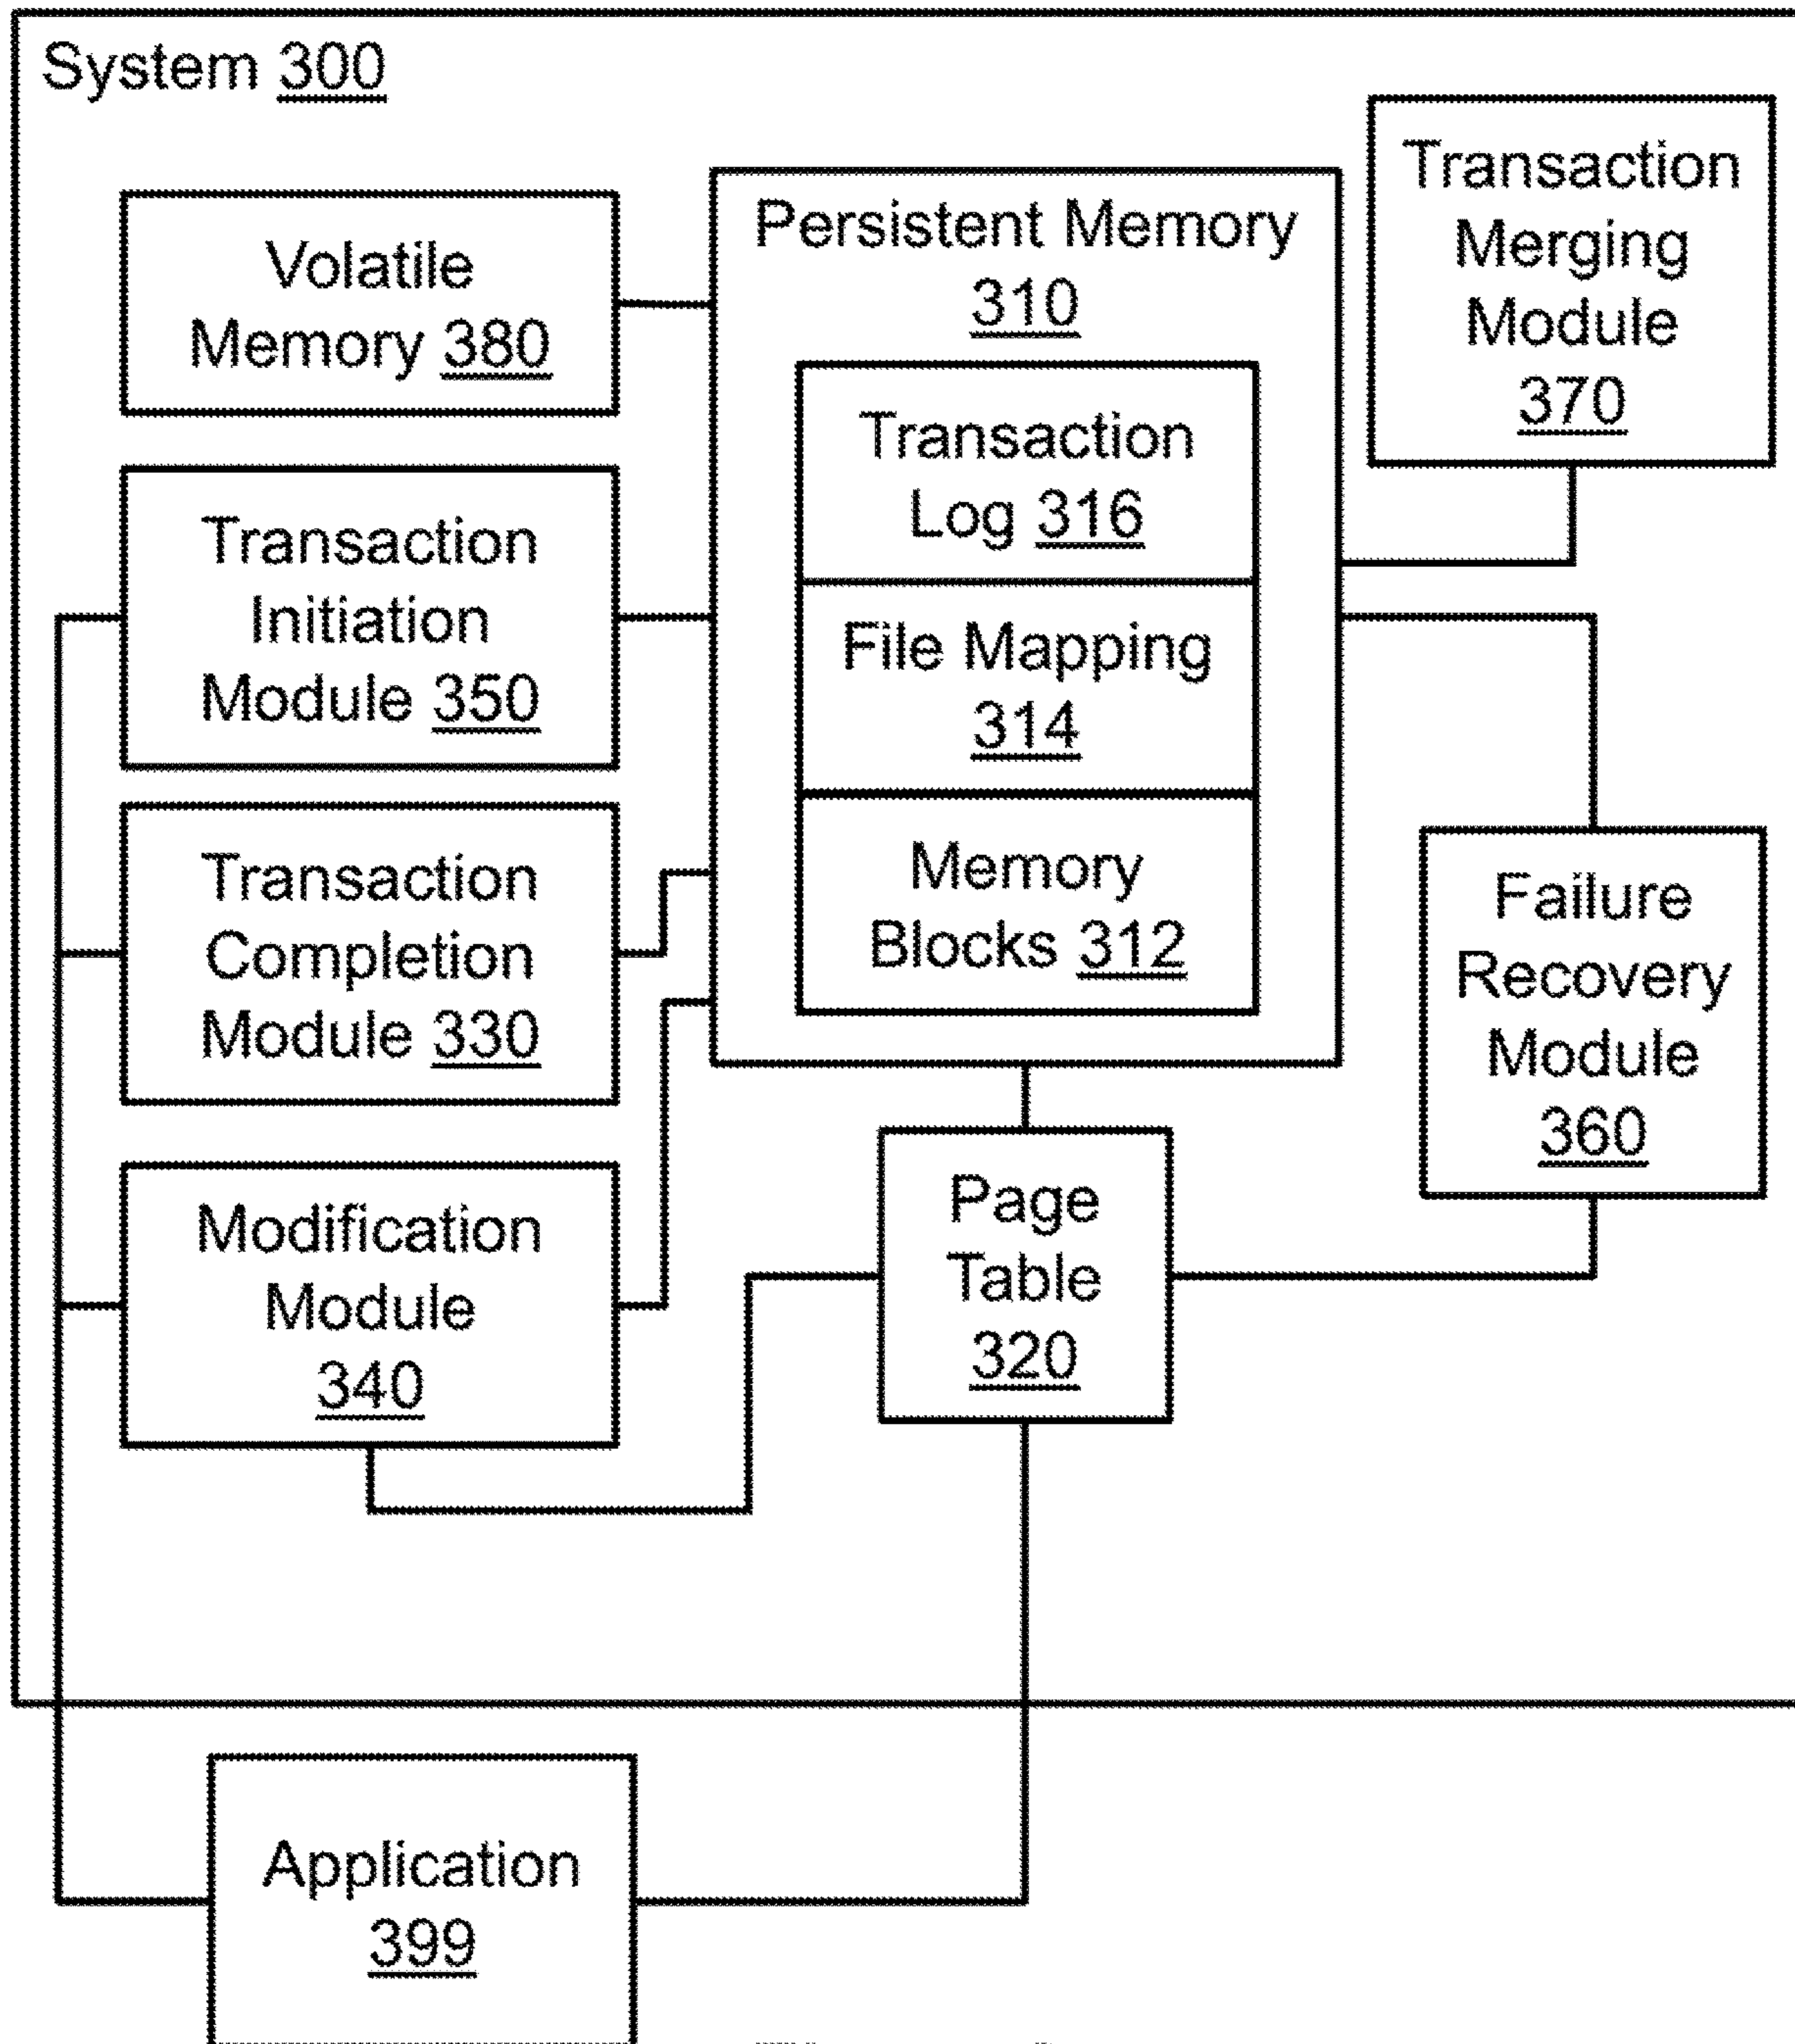 System 300
Volatile
Memory 380
Transaction
Initiation
Module 350
Transaction
Completion
Module 330
Modification
Module
340
Persistent Memory
310
Transaction
Log 316
File Mapping
314
Memory
Blocks 312
Page
Table
320
Transaction
Merging
Module
370
Failure
Recovery
Module
360
Application
399